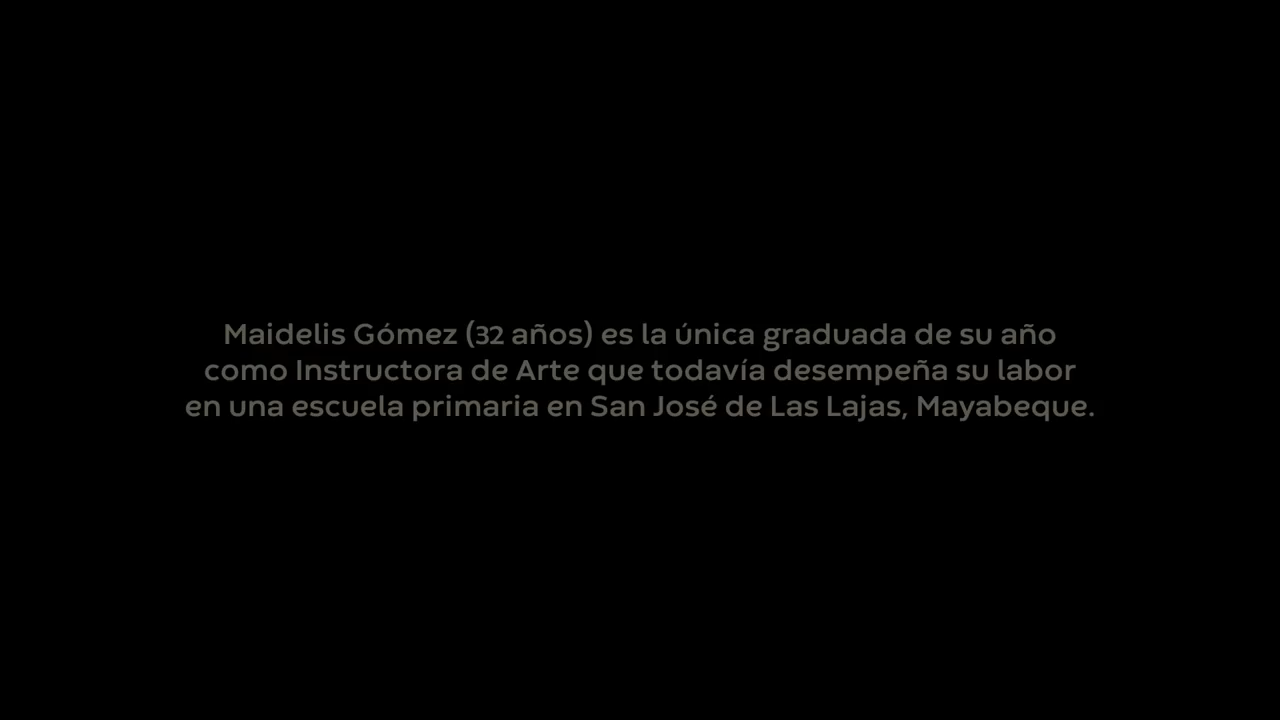 Maidelis Gómez (32 años) es la única graduada de su año
como Instructora de Arte que todavía desempeña su labor
en una escuela primaria en San José de Las Lajas, Mayabeque.